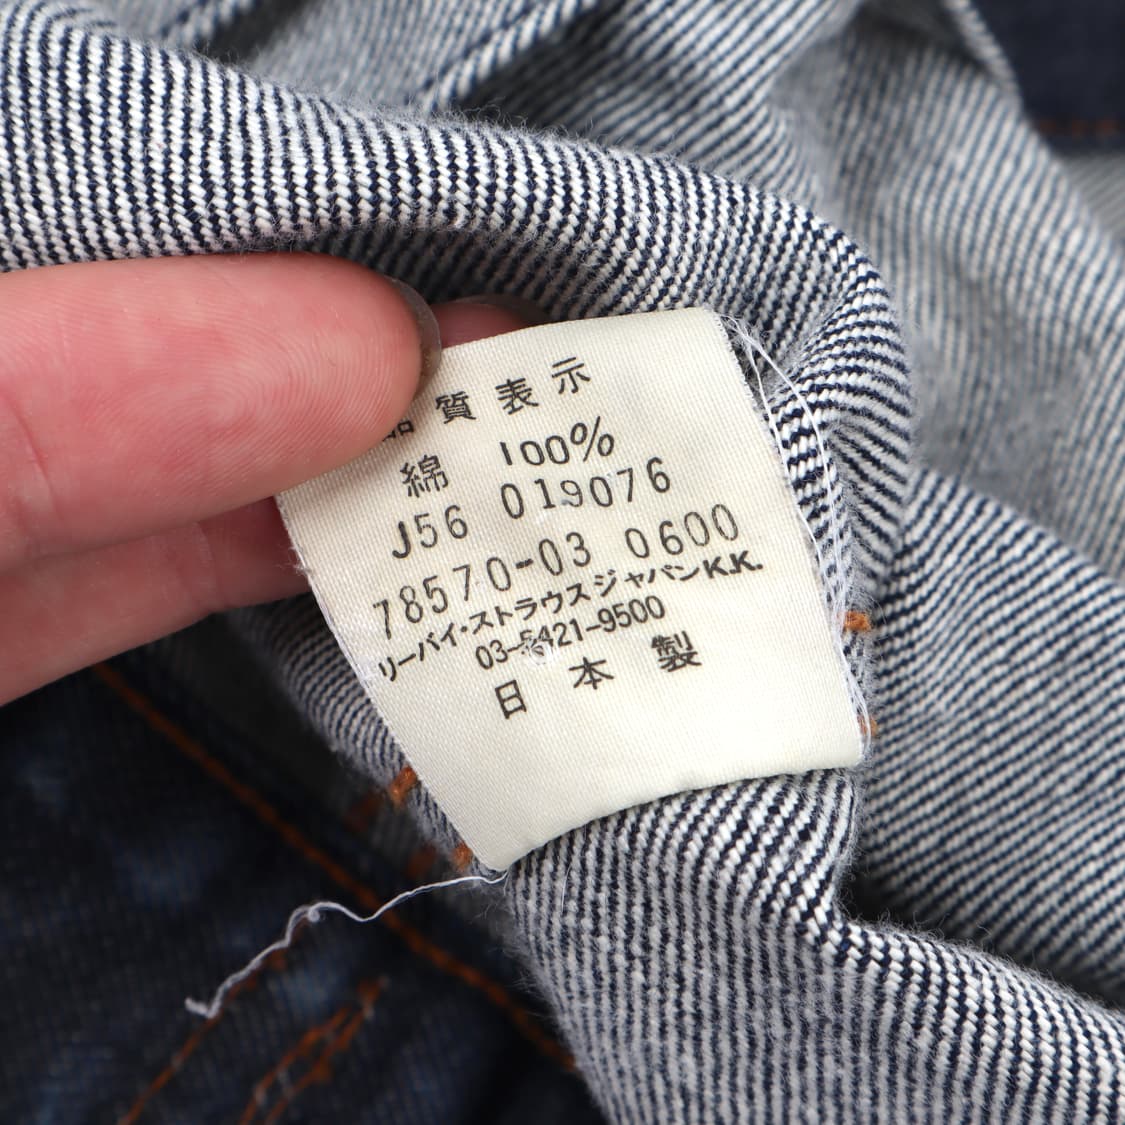 品質表示
綿 100%
J56 019076
78570-03 0600
リーバイ・ストラウスジャパンK.K.
03-5421-9500
日本製